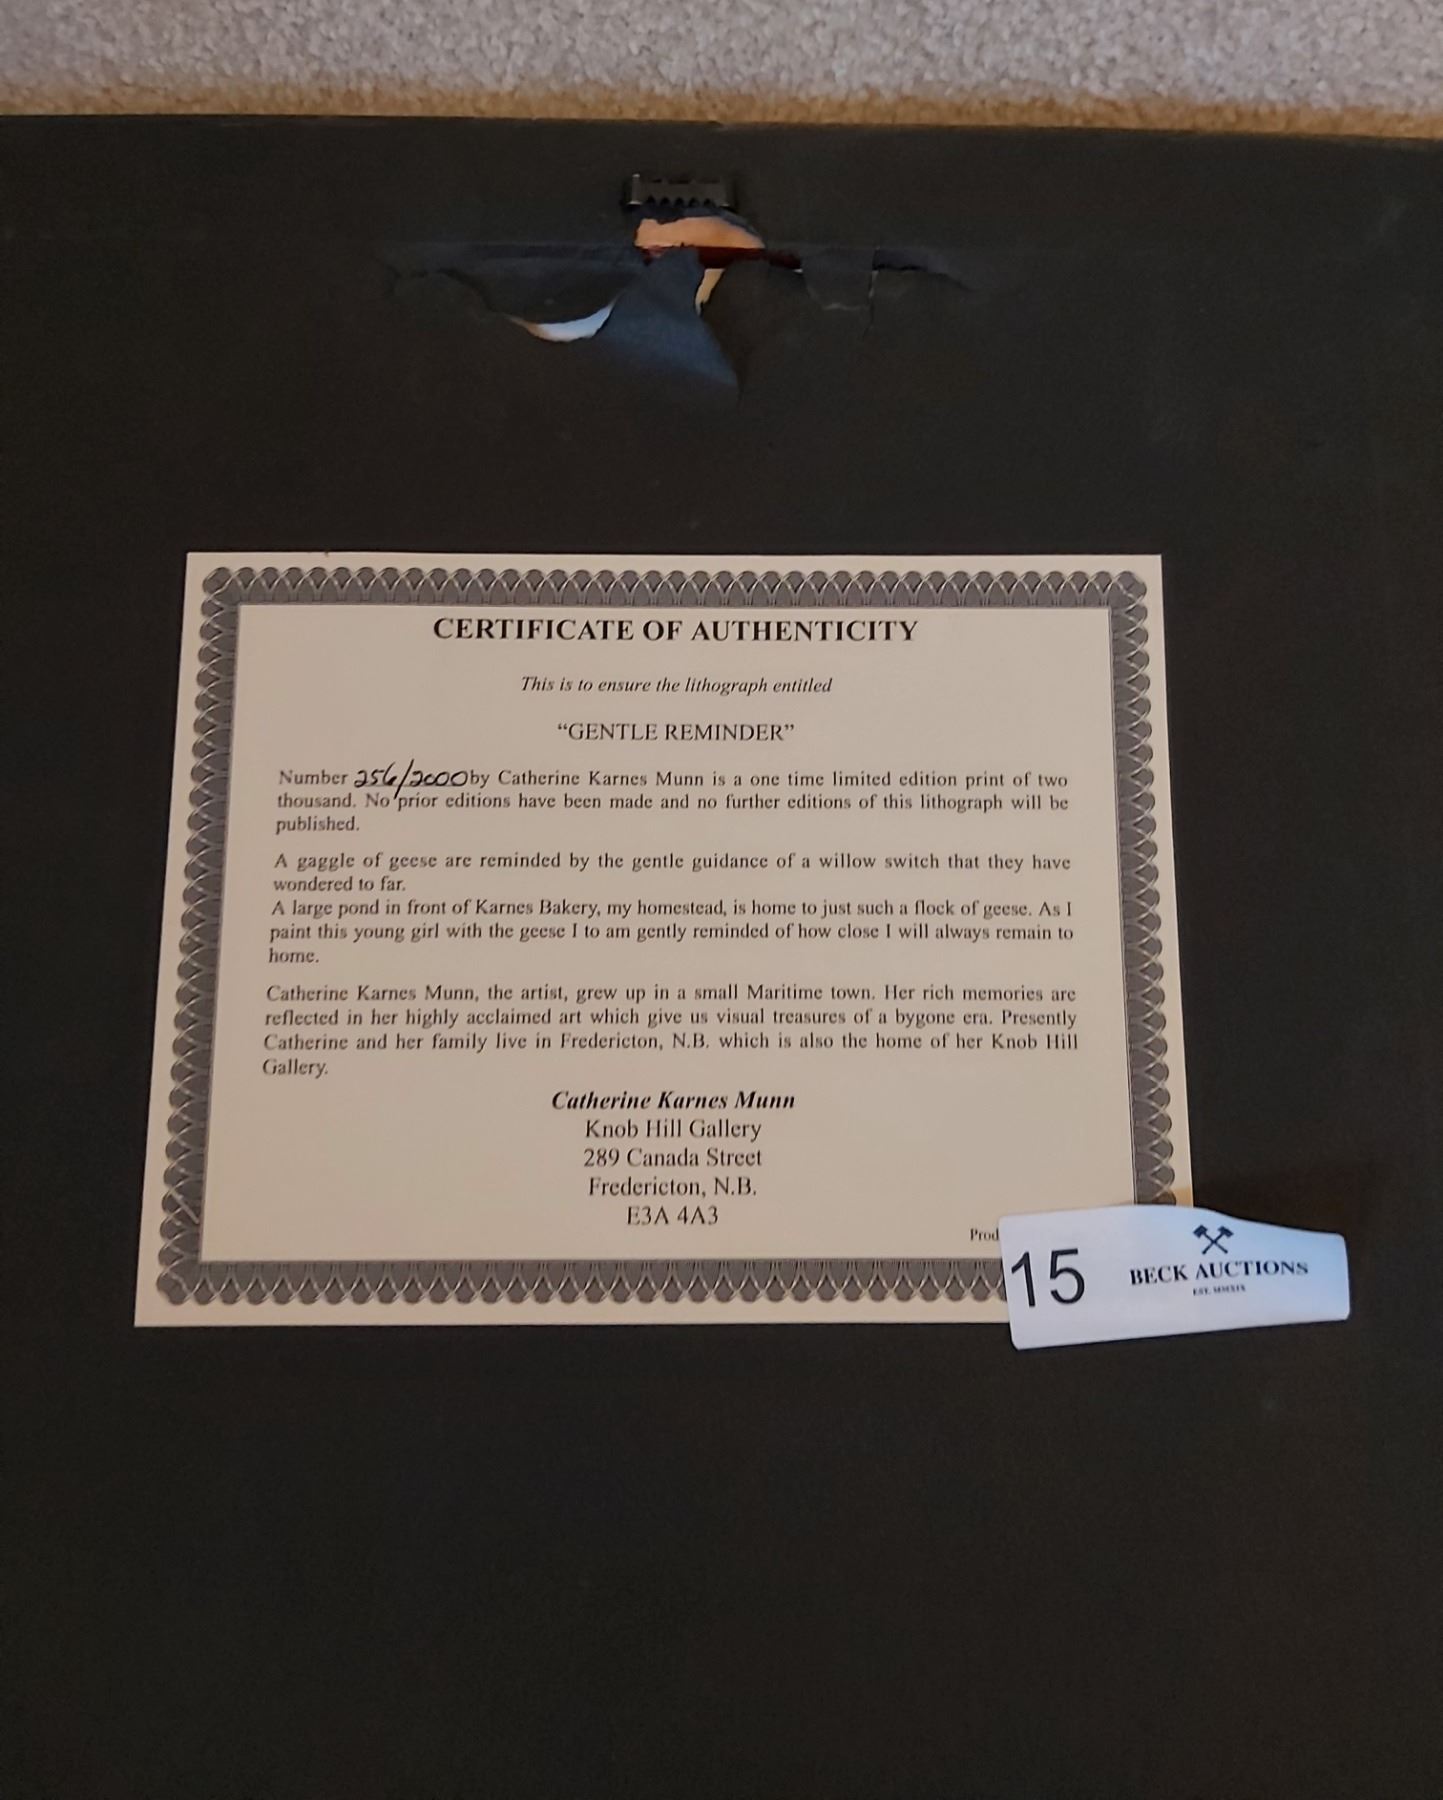 CERTIFICATE OF AUTHENTICITY
This is to ensure the lithograph entitled
“GENTLE REMINDER”
Number 256/2000 by Catherine Karnes Munn is a one time limited edition print of two
thousand. No prior editions have been made and no further editions of this lithograph will be
published.
A gaggle of geese are reminded by the gentle guidance of a willow switch that they have
wondered to far.
A large pond in front of Karnes Bakery, my homestead, is home to just such a flock of geese. As I
paint this young girl with the geese I to am gently reminded of how close I will always remain to
home.
Catherine Karnes Munn, the artist, grew up in a small Maritime town. Her rich memories are
reflected in her highly acclaimed art which give us visual treasures of a bygone era. Presently
Catherine and her family live in Fredericton, N.B. which is also the home of her Knob Hill
Gallery.
Catherine Karnes Munn
Knob Hill Gallery
289 Canada Street
Fredericton, N.B.
E3A 4A3
Prod
15
BECK AUCTIONS
EST. MMXIX